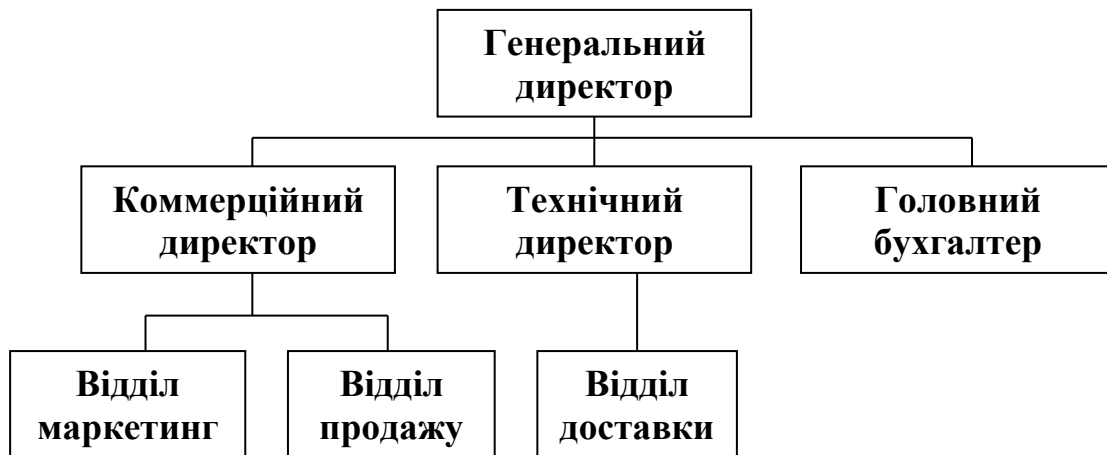 Генеральний
директор
Коммерційний
директор
Технічний
директор
Головний
бухгалтер
Відділ
маркетинг
Відділ
продажу
Відділ
доставки